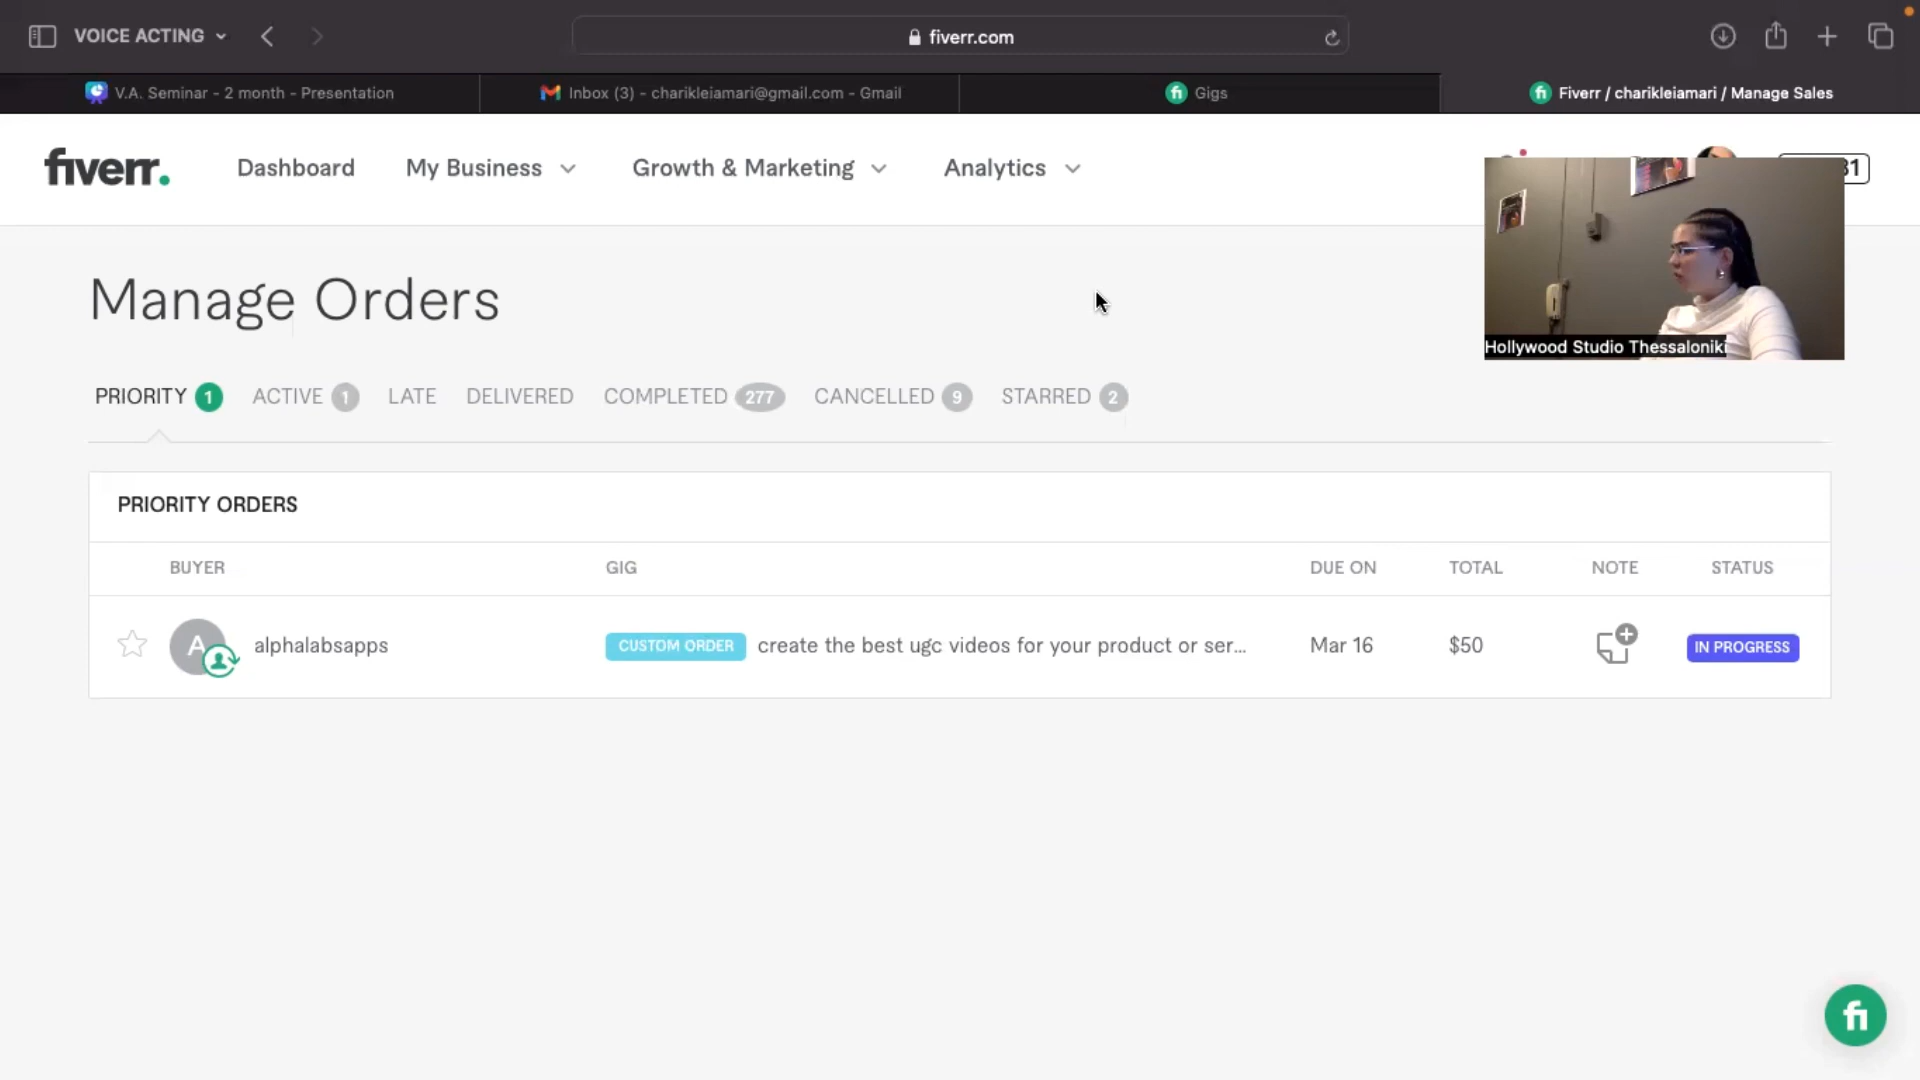 VOICE ACTING
fiverr.com
V.A. Seminar - 2 month - Presentation
Inbox (3) - charikleiamari@gmail.com - Gmail
Gigs
Fiverr / charikleiamari / Manage Sales
fiverr.
Dashboard
My Business
Growth & Marketing
Analytics
Hollywood Studio Thessaloniki
Manage Orders
PRIORITY 1
ACTIVE 1
LATE
DELIVERED
COMPLETED 277
CANCELLED 9
STARRED 2
PRIORITY ORDERS
BUYER
GIG
DUE ON
TOTAL
NOTE
STATUS
A
alphalabsapps
CUSTOM ORDER
create the best ugc videos for your product or ser...
Mar 16
$50
IN PROGRESS
fi